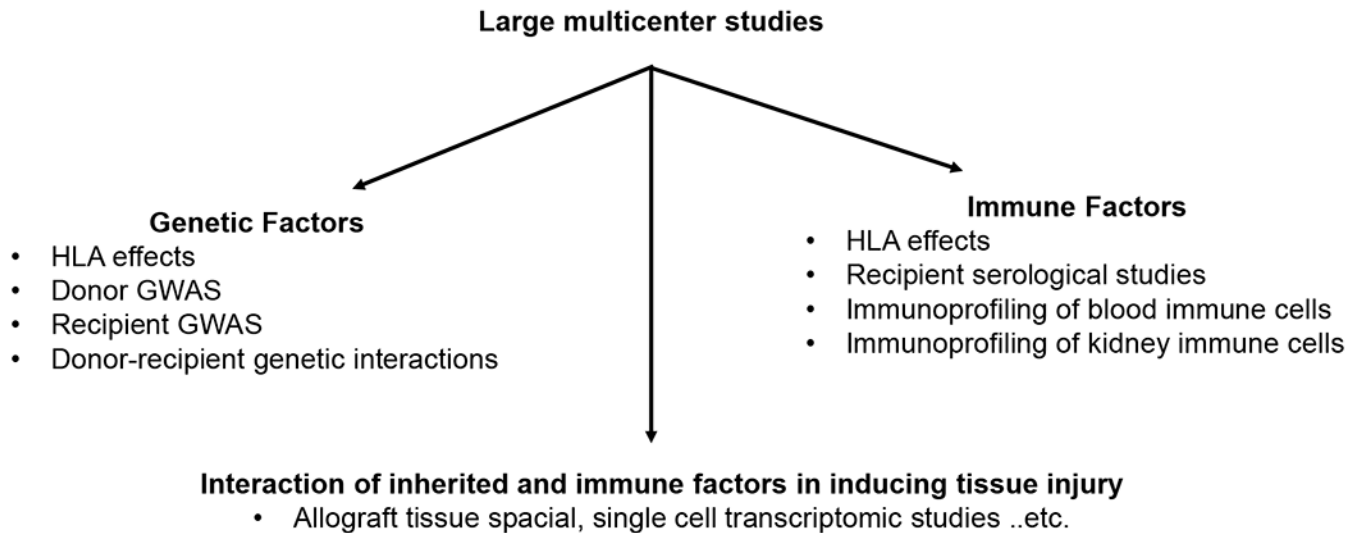 Large multicenter studies
Genetic Factors
• HLA effects
• Donor GWAS
• Recipient GWAS
• Donor-recipient genetic interactions
Immune Factors
• HLA effects
• Recipient serological studies
• Immunoprofiling of blood immune cells
• Immunoprofiling of kidney immune cells
Interaction of inherited and immune factors in inducing tissue injury
• Allograft tissue spacial, single cell transcriptomic studies ..etc.